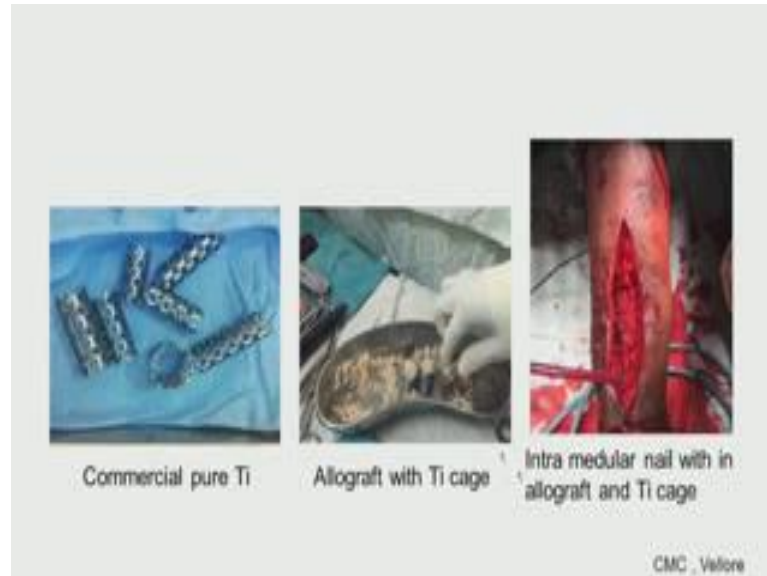 Commercial pure Ti
Allograft with Ti cage
Intra medular nail with in
allograft and Ti cage
CMC , Vellore